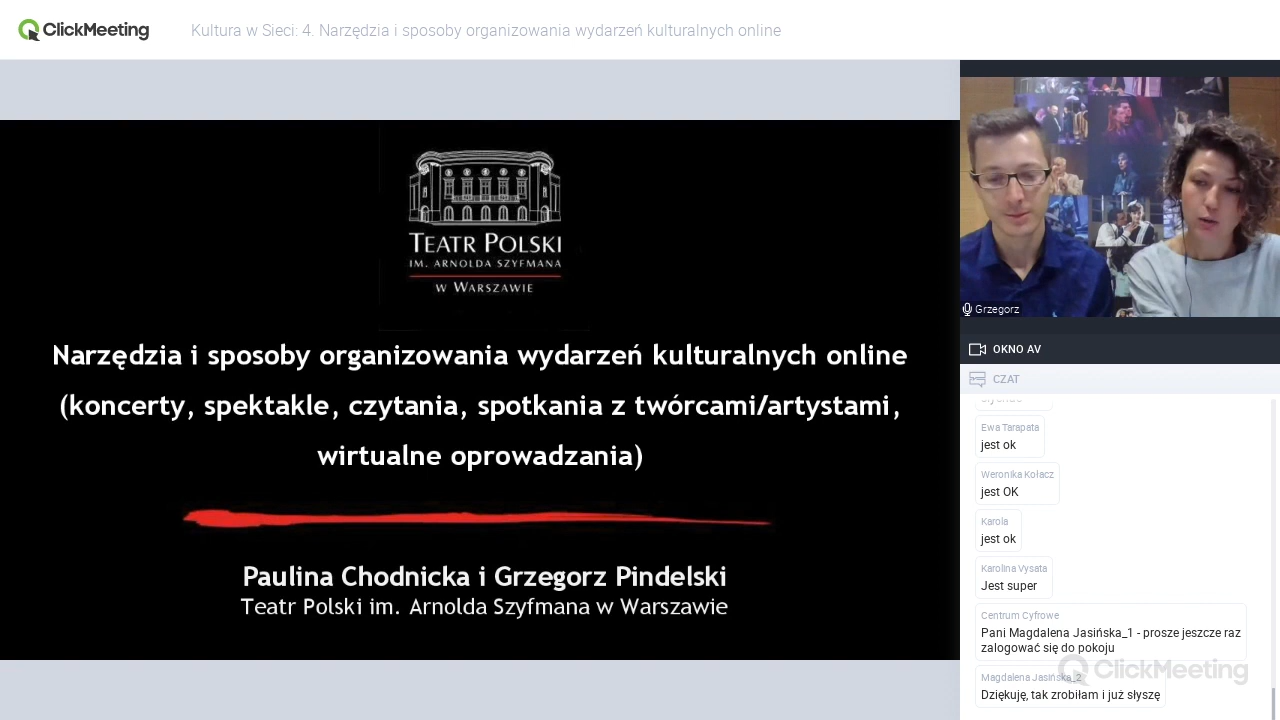 ClickMeeting
Kultura w Sieci: 4. Narzędzia i sposoby organizowania wydarzeń kulturalnych online
TEATR POLSKI
IM. ARNOLDA SZYFMANA
W WARSZAWIE
Narzędzia i sposoby organizowania wydarzeń kulturalnych online
(koncerty, spektakle, czytania, spotkania z twórcami/artystami,
wirtualne oprowadzania)
Paulina Chodnicka i Grzegorz Pindelski
Teatr Polski im. Arnolda Szyfmana w Warszawie
Grzegorz
OKNO AV
CZAT
Ewa Tarapata
jest ok
Weronika Kołacz
jest OK
Karola
jest ok
Karolina Vysata
Jest super
Centrum Cyfrowe
Pani Magdalena Jasińska_1 - prosze jeszcze raz
zalogować się do pokoju
Magdalena Jasińska_2
Dziękuję, tak zrobiłam i już słyszę
ClickMeeting